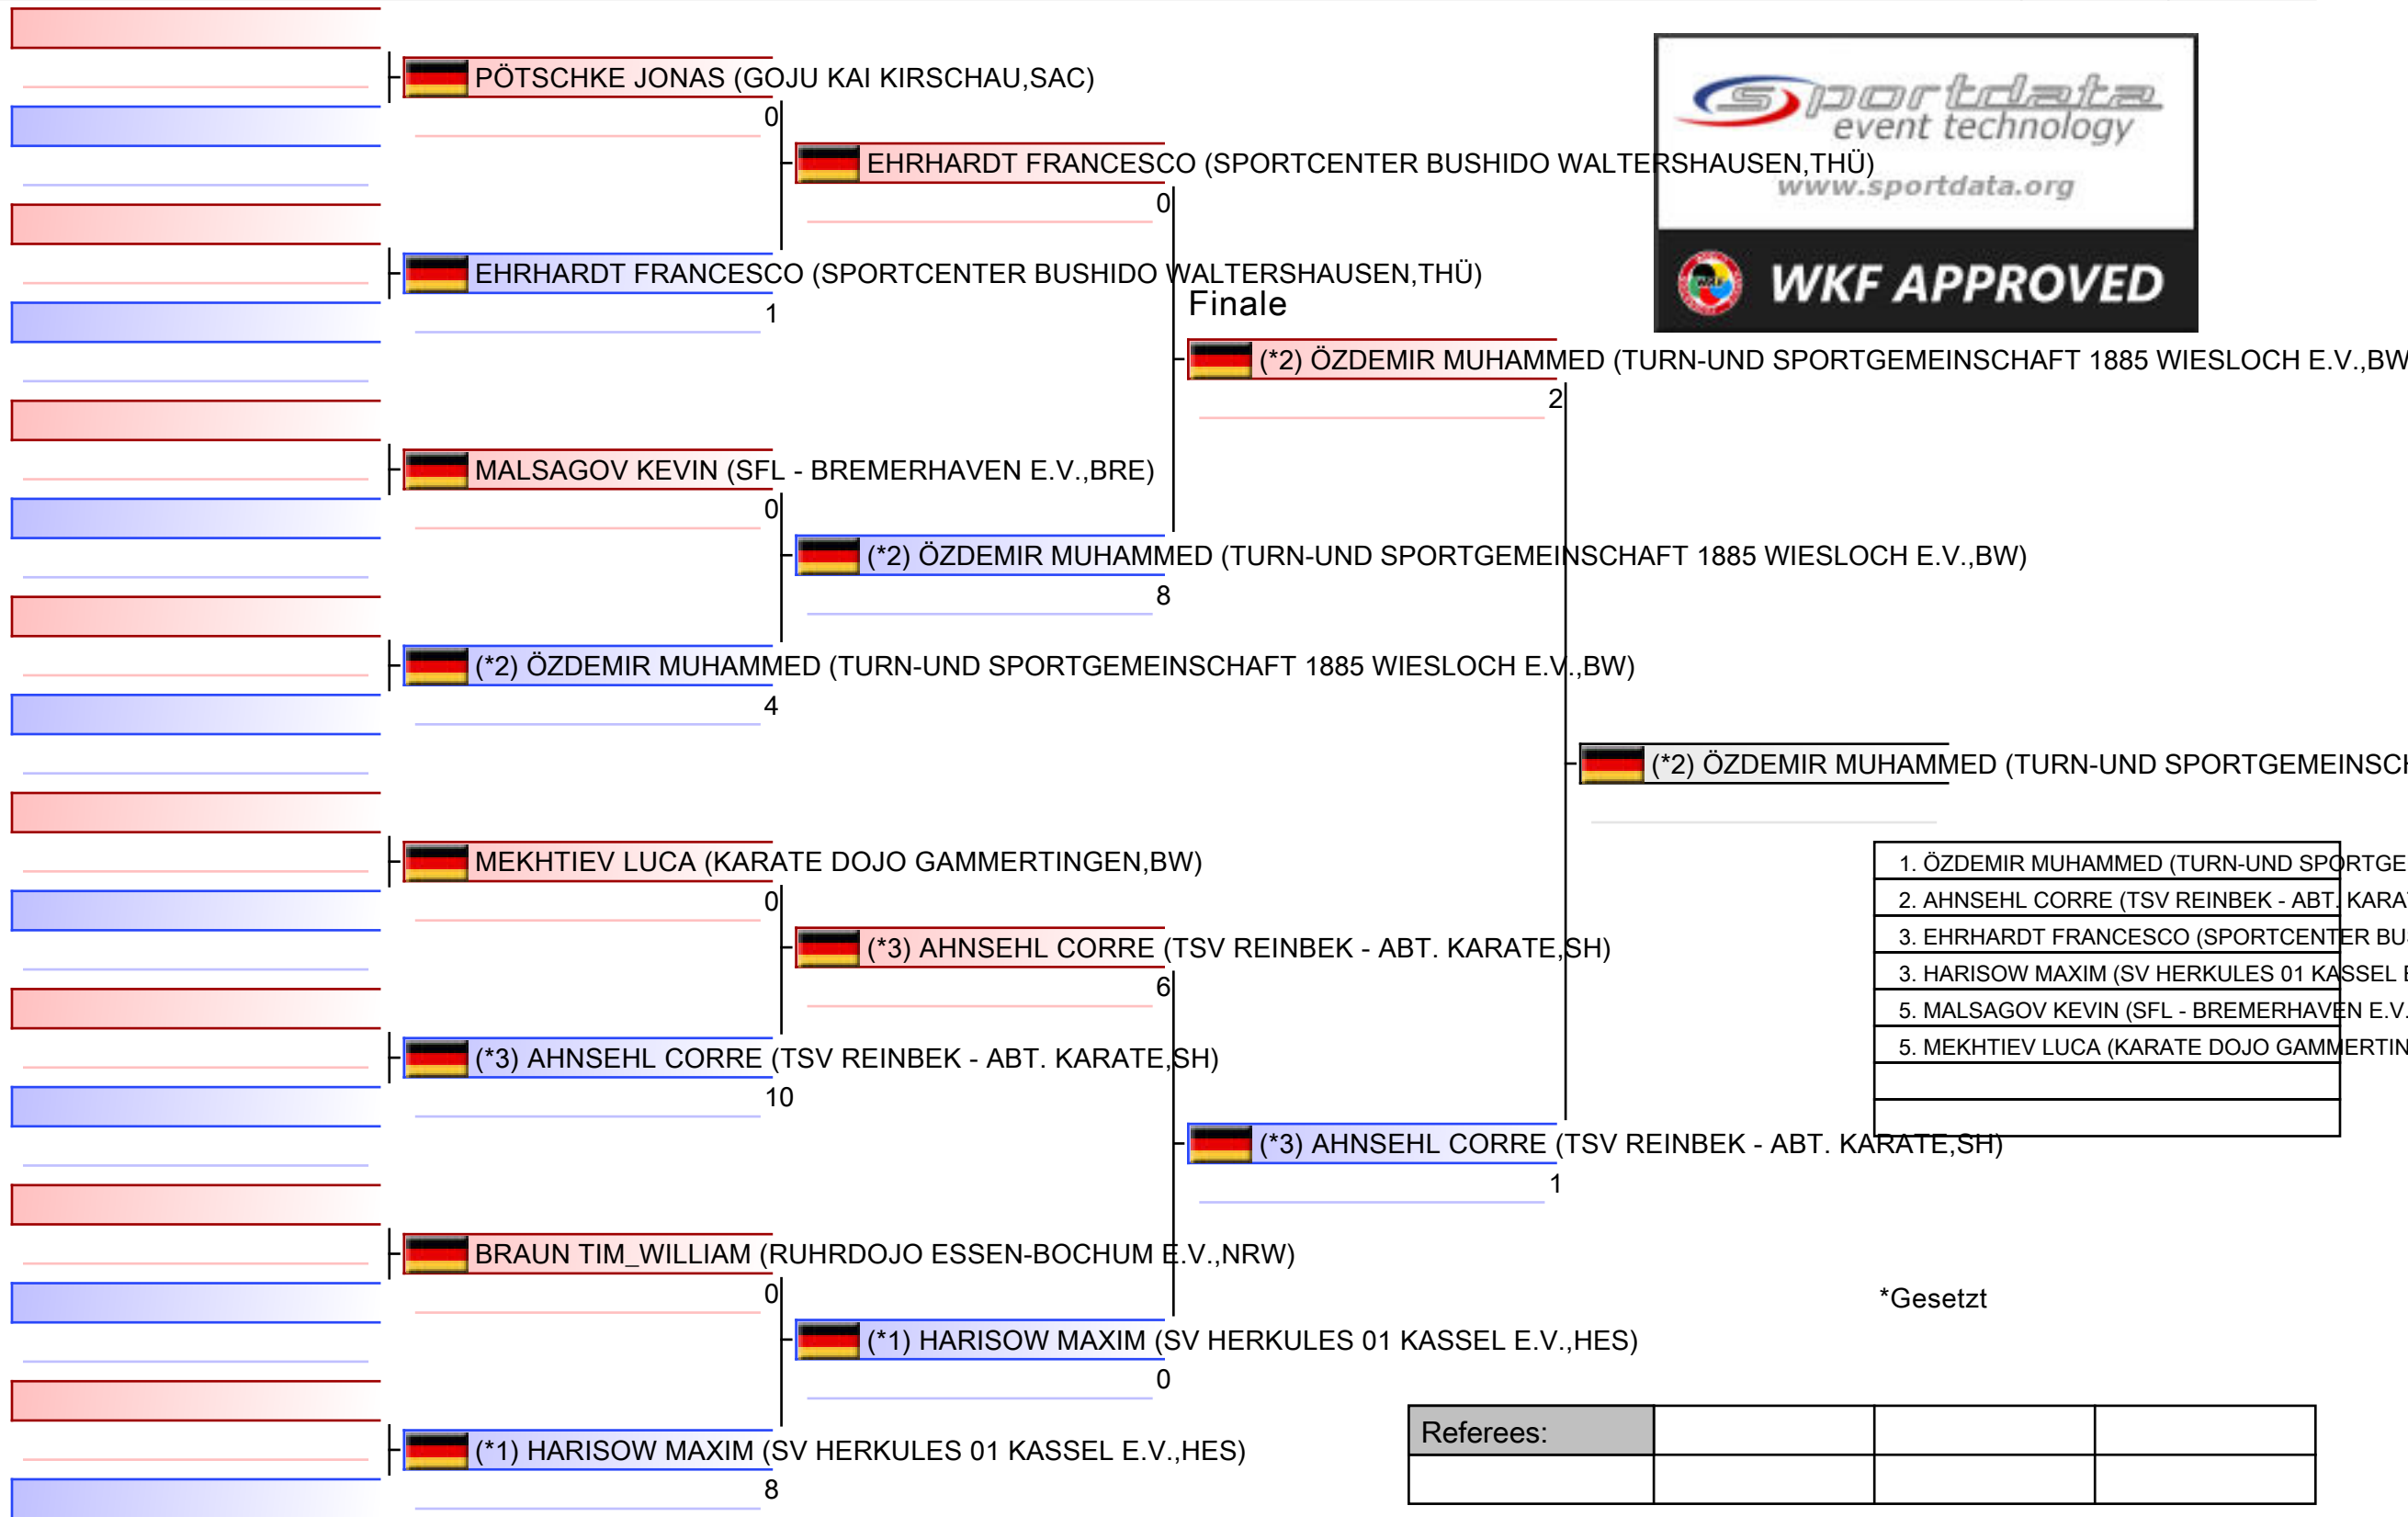 PÖTSCHKE JONAS (GOJU KAI KIRSCHAU,SAC)
0
EHRHARDT FRANCESCO (SPORTCENTER BUSHIDO WALTERSHAUSEN,THÜ)
0
EHRHARDT FRANCESCO (SPORTCENTER BUSHIDO WALTERSHAUSEN,THÜ)
1
sportdata
event technology
www.sportdata.org
WKF
WKF APPROVED
Finale
(*2) ÖZDEMIR MUHAMMED (TURN-UND SPORTGEMEINSCHAFT 1885 WIESLOCH E.V.,BW
2
MALSAGOV KEVIN (SFL - BREMERHAVEN E.V.,BRE)
0
(*2) ÖZDEMIR MUHAMMED (TURN-UND SPORTGEMEINSCHAFT 1885 WIESLOCH E.V.,BW)
8
(*2) ÖZDEMIR MUHAMMED (TURN-UND SPORTGEMEINSCHAFT 1885 WIESLOCH E.V.,BW)
4
(*2) ÖZDEMIR MUHAMMED (TURN-UND SPORTGEMEINSCH
MEKHTIEV LUCA (KARATE DOJO GAMMERTINGEN,BW)
0
(*3) AHNSEHL CORRE (TSV REINBEK - ABT. KARATE,SH)
6
(*3) AHNSEHL CORRE (TSV REINBEK - ABT. KARATE,SH)
10
1. ÖZDEMIR MUHAMMED (TURN-UND SPORTGE
2. AHNSEHL CORRE (TSV REINBEK - ABT. KARAT
3. EHRHARDT FRANCESCO (SPORTCENTER BU
3. HARISOW MAXIM (SV HERKULES 01 KASSEL E
5. MALSAGOV KEVIN (SFL - BREMERHAVEN E.V.
5. MEKHTIEV LUCA (KARATE DOJO GAMMERTIN
(*3) AHNSEHL CORRE (TSV REINBEK - ABT. KARATE,SH)
1
BRAUN TIM_WILLIAM (RUHRDOJO ESSEN-BOCHUM E.V.,NRW)
0
(*1) HARISOW MAXIM (SV HERKULES 01 KASSEL E.V.,HES)
0
(*1) HARISOW MAXIM (SV HERKULES 01 KASSEL E.V.,HES)
8
*Gesetzt
Referees: